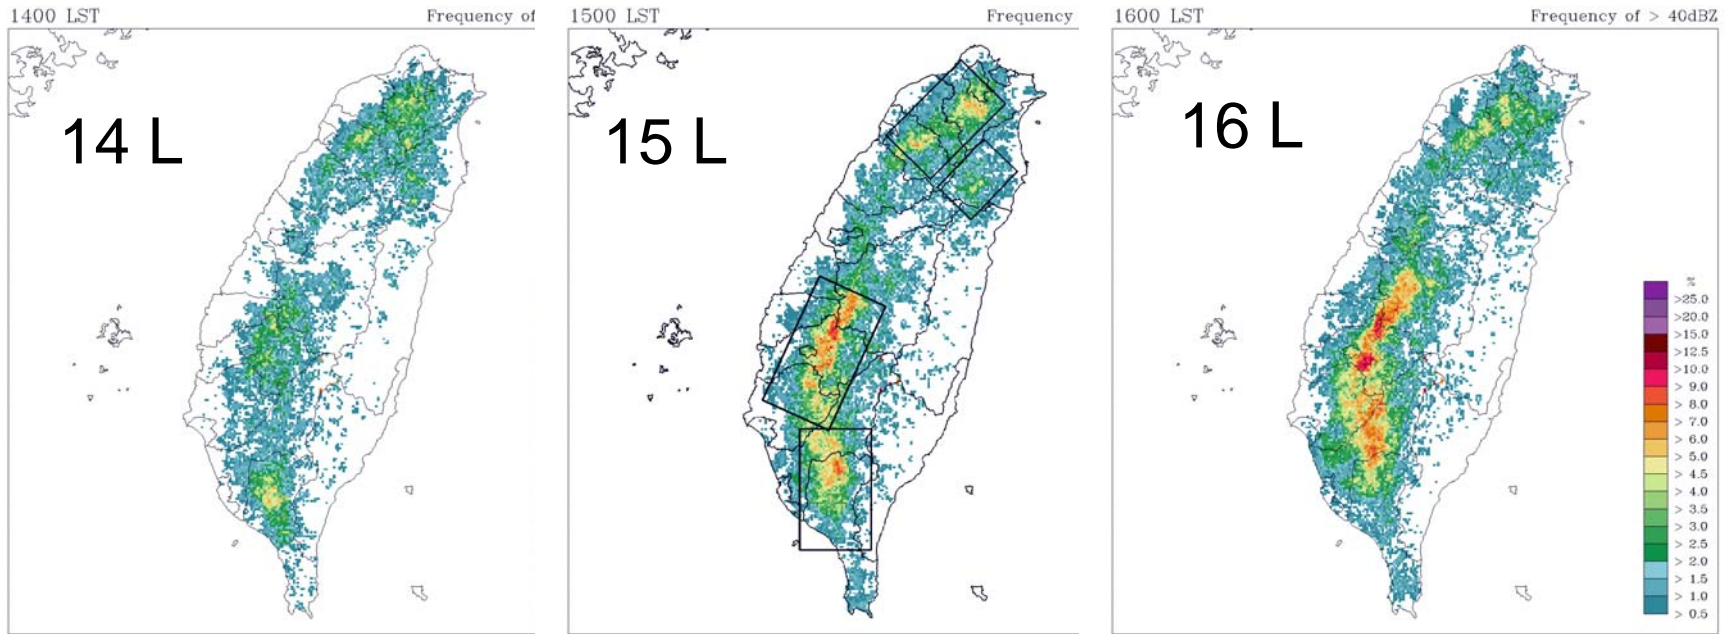 1400 LST
Frequency of
1500 LST
Frequency
1600 LST
Frequency of > 40dBZ
14 L
15 L
16 L
%
>25.0
>20.0
>15.0
>12.5
>10.0
> 9.0
> 8.0
> 7.0
> 6.0
> 5.0
> 4.5
> 4.0
> 3.5
> 3.0
> 2.5
> 2.0
> 1.5
> 1.0
> 0.5